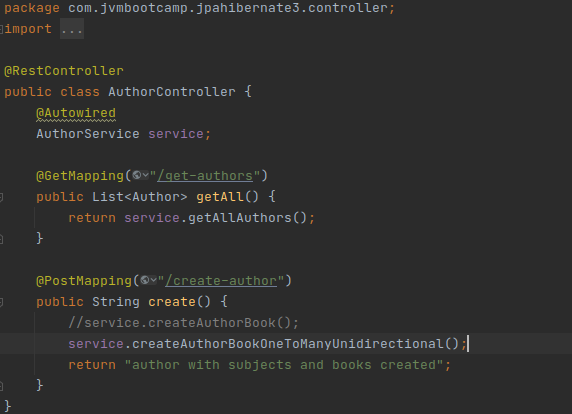 package com.jvmbootcamp.jpahibernate3.controller;
import ...
@RestController
public class AuthorController {
    @Autowired
    AuthorService service;
    @GetMapping("/get-authors")
    public List<Author> getAll() {
        return service.getAllAuthors();
    }
    @PostMapping("/create-author")
    public String create() {
        //service.createAuthorBook();
        service.createAuthorBookOneToManyUnidirectional();
        return "author with subjects and books created";
    }
}